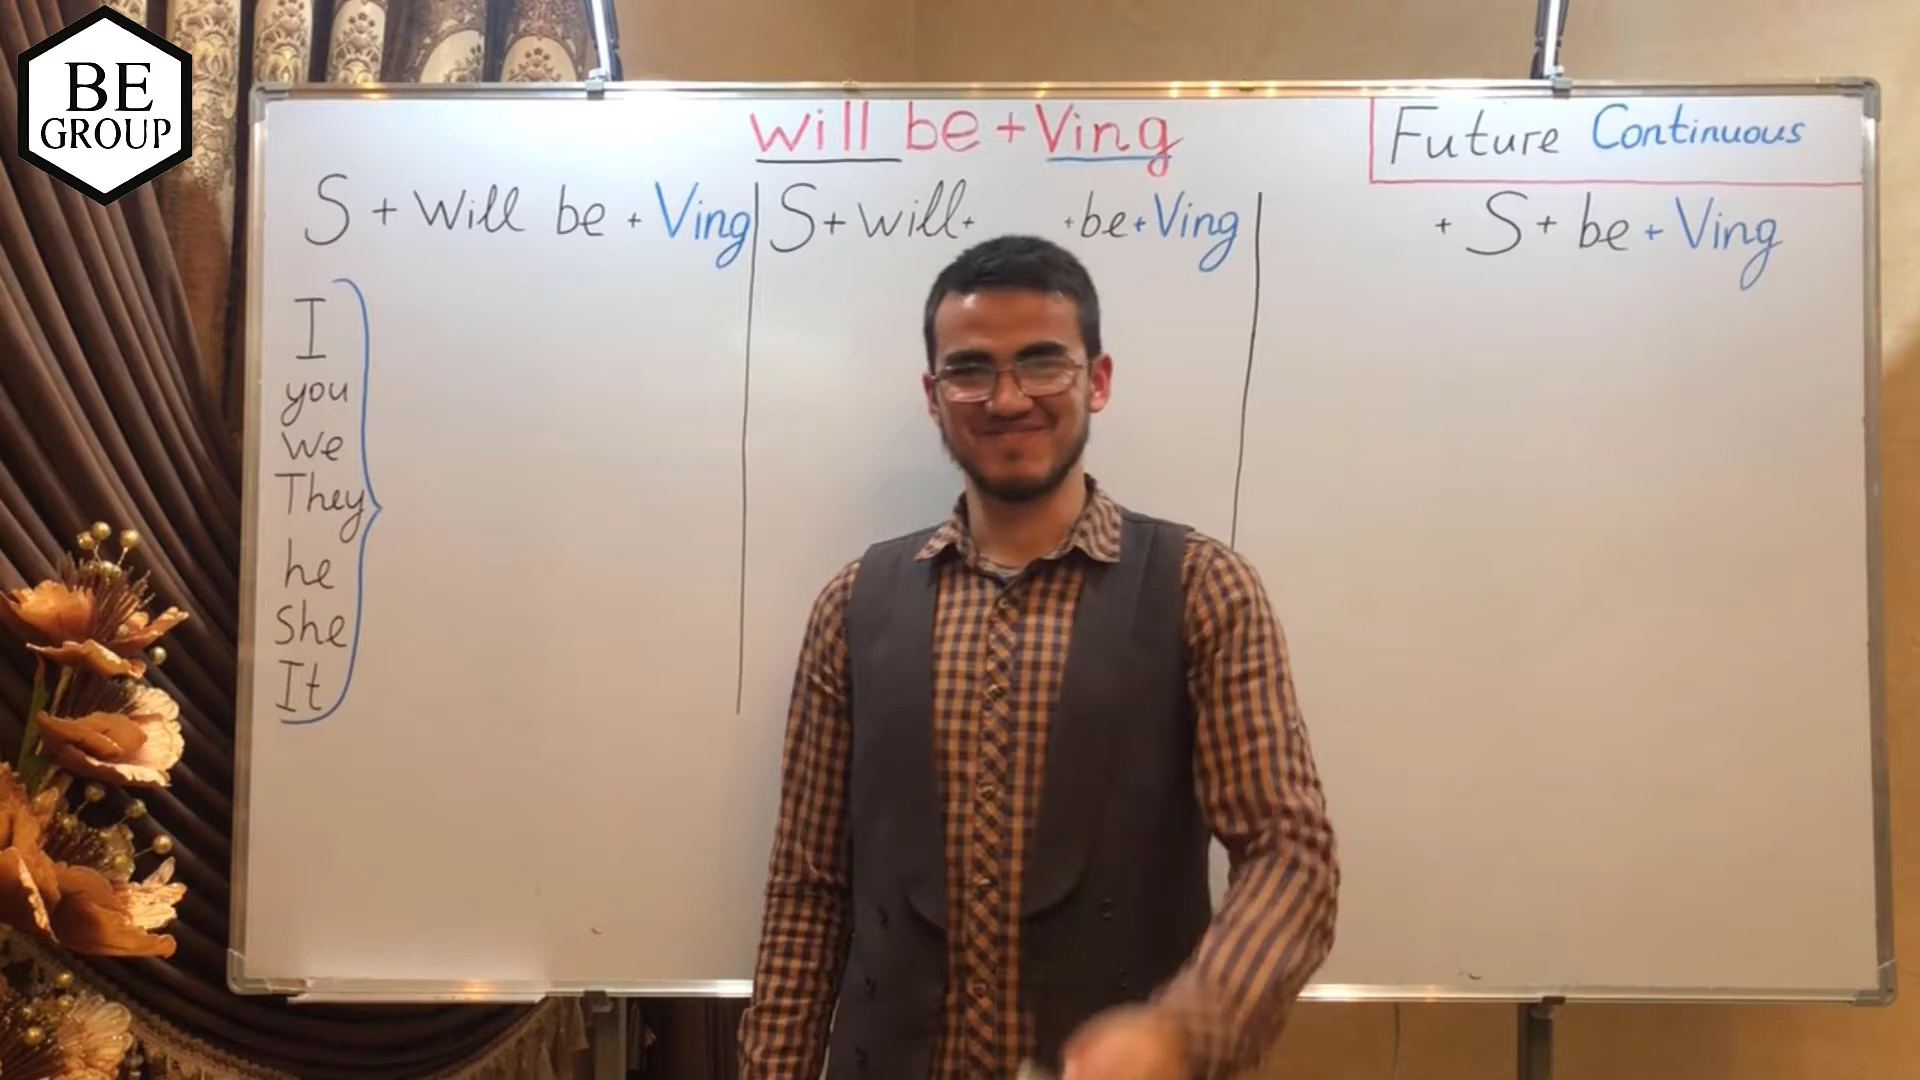 BE
GROUP
will be + Ving
Future Continuous
S + Will be + Ving
S + will + + be + Ving
+ S + be + Ving
I
you
we
They
he
She
It